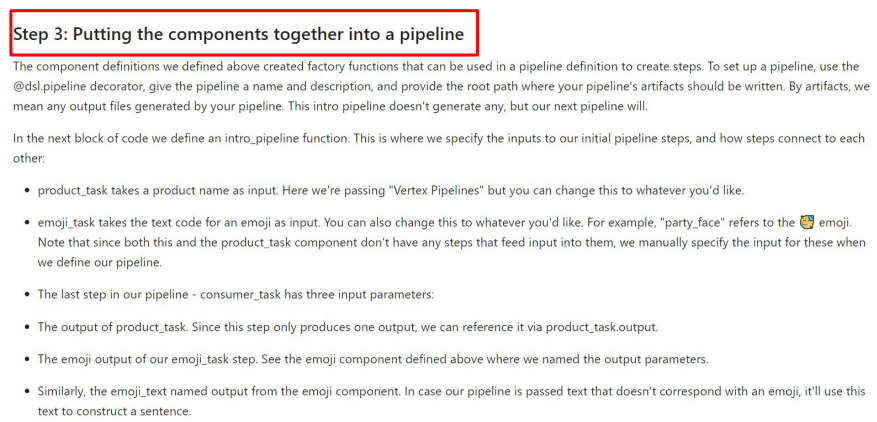 Step 3: Putting the components together into a pipeline
The component definitions we defined above created factory functions that can be used in a pipeline definition to create steps. To set up a pipeline, use the
@dsl.pipeline decorator, give the pipeline a name and description, and provide the root path where your pipeline's artifacts should be written. By artifacts, we
mean any output files generated by your pipeline. This intro pipeline doesn't generate any, but our next pipeline will.
In the next block of code we define an intro_pipeline function. This is where we specify the inputs to our initial pipeline steps, and how steps connect to each
other:
• product_task takes a product name as input. Here we're passing "Vertex Pipelines" but you can change this to whatever you'd like.
• emoji_task takes the text code for an emoji as input. You can also change this to whatever you'd like. For example, "party_face" refers to the 🥳 emoji.
Note that since both this and the product_task component don't have any steps that feed input into them, we manually specify the input for these when
we define our pipeline.
• The last step in our pipeline - consumer_task has three input parameters:
• The output of product_task. Since this step only produces one output, we can reference it via product_task.output.
• The emoji output of our emoji_task step. See the emoji component defined above where we named the output parameters.
• Similarly, the emoji_text named output from the emoji component. In case our pipeline is passed text that doesn't correspond with an emoji, it'll use this
text to construct a sentence.